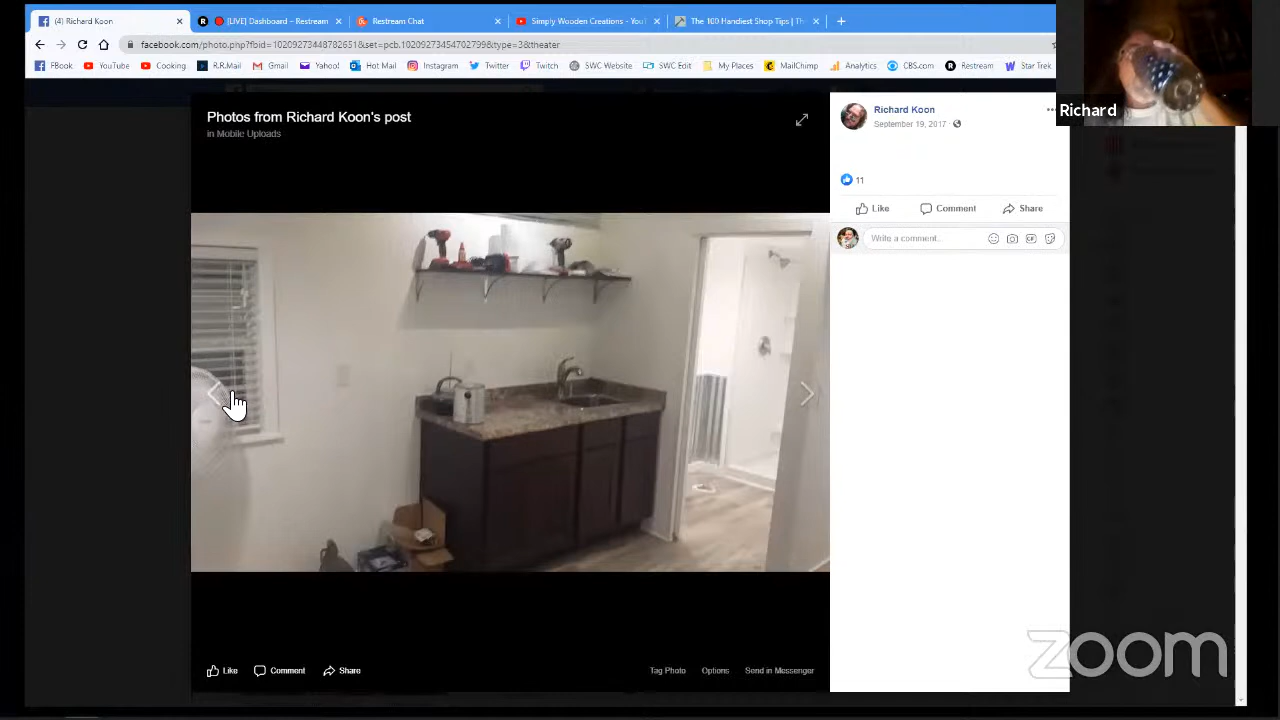 (4) Richard Koon
[LIVE] Dashboard – Restream
Restream Chat
Simply Wooden Creations - You
The 100 Handiest Shop Tips | Th
facebook.com/photo.php?fbid=10209273448782651&set=pcb.10209273454702799&type=3&theater
FBook
YouTube
Cooking
R.R.Mail
Gmail
Yahoo!
Hot Mail
Instagram
Twitter
Twitch
SWC Website
SWC Edit
My Places
MailChimp
Analytics
CBS.com
Restream
Star Trek
Richard
Photos from Richard Koon's post
in Mobile Uploads
Richard Koon
September 19, 2017 ·
11
Like
Comment
Share
Write a comment...
GIF
Like
Comment
Share
Tag Photo
Options
Send in Messenger
zoom